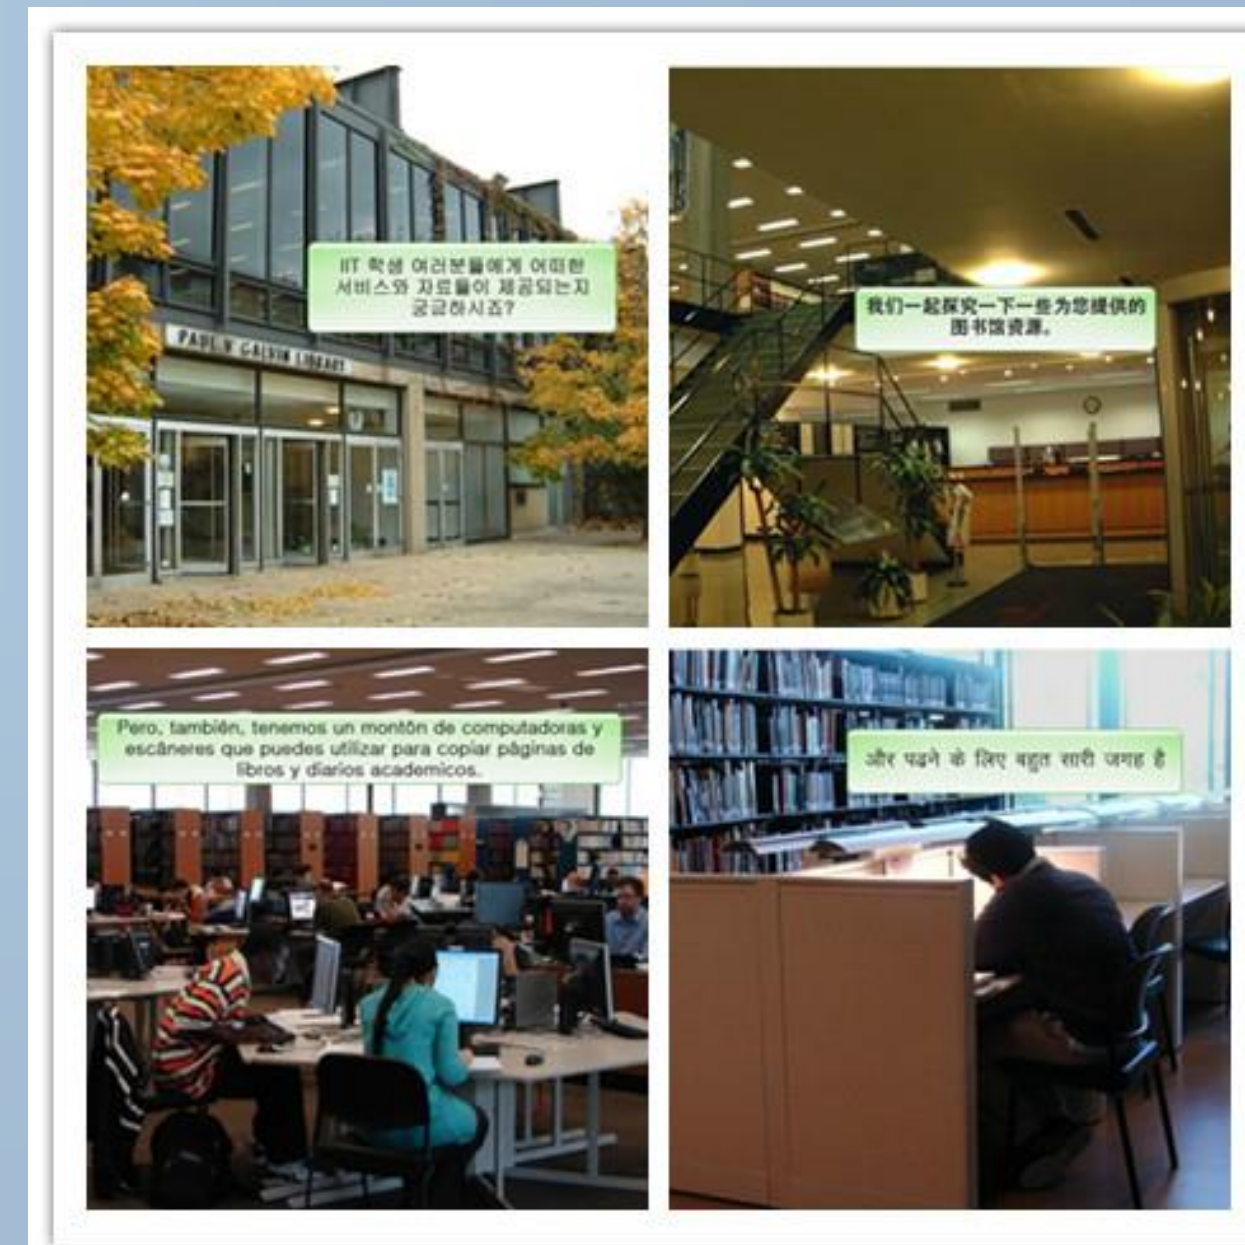 IIT 학생 여러분들에게 어떠한
서비스와 자료들이 제공되는지
궁금하시죠?
PAUL V GALVIN LIBRARY
我们一起探究一下一些为您提供的
图书馆资源。
Pero, también, tenemos un montón de computadoras y
escáneres que puedes utilizar para copiar páginas de
libros y diarios academicos.
और पढ़ने के लिए बहुत सारी जगह है